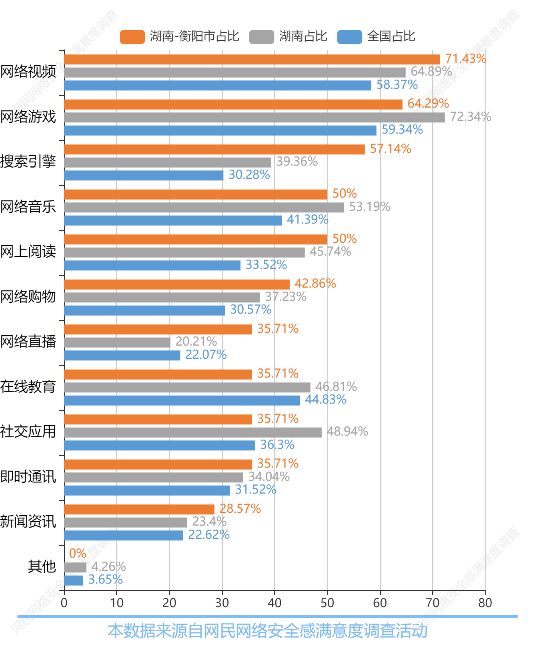 湖南-衡阳市占比 湖南占比 全国占比
网络视频 71.43% 64.89% 58.37%
网络游戏 64.29% 72.34% 59.34%
搜索引擎 57.14% 39.36% 30.28%
网络音乐 50% 53.19% 41.39%
网上阅读 50% 45.74% 33.52%
网络购物 42.86% 37.23% 30.57%
网络直播 35.71% 20.21% 22.07%
在线教育 35.71% 46.81% 44.83%
社交应用 35.71% 48.94% 36.3%
即时通讯 35.71% 34.04% 31.52%
新闻资讯 28.57% 23.4% 22.62%
其他 0% 4.26% 3.65%
0 10 20 30 40 50 60 70 80
本数据来源自网民网络安全感满意度调查活动